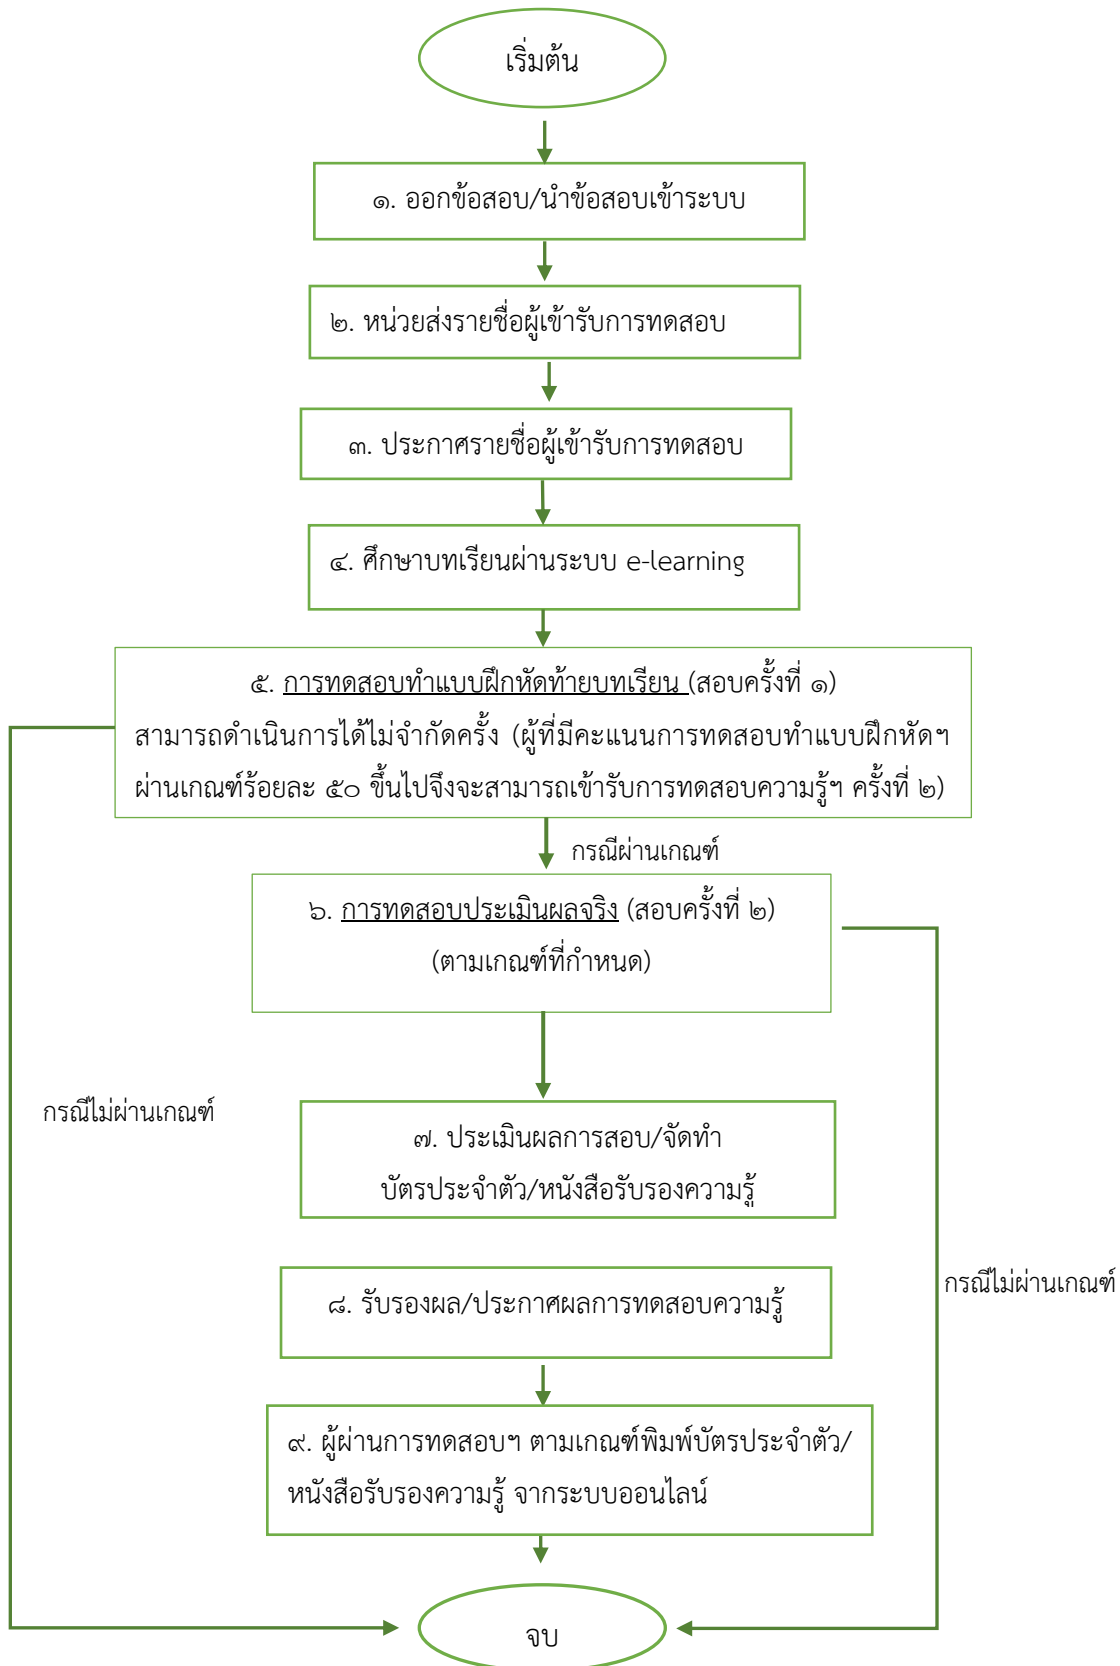 เริ่มต้น
๑. ออกข้อสอบ/นำข้อสอบเข้าระบบ
๒. หน่วยส่งรายชื่อผู้เข้ารับการทดสอบ
๓. ประกาศรายชื่อผู้เข้ารับการทดสอบ
๔. ศึกษาบทเรียนผ่านระบบ e-learning
๕. การทดสอบทำแบบฝึกหัดท้ายบทเรียน (สอบครั้งที่ ๑)
สามารถดำเนินการได้ไม่จำกัดครั้ง (ผู้ที่มีคะแนนการทดสอบทำแบบฝึกหัดฯ
ผ่านเกณฑ์ร้อยละ ๕๐ ขึ้นไปจึงจะสามารถเข้ารับการทดสอบความรู้ฯ ครั้งที่ ๒)
กรณีผ่านเกณฑ์
๖. การทดสอบประเมินผลจริง (สอบครั้งที่ ๒)
(ตามเกณฑ์ที่กำหนด)
กรณีไม่ผ่านเกณฑ์
๗. ประเมินผลการสอบ/จัดทำ
บัตรประจำตัว/หนังสือรับรองความรู้
กรณีไม่ผ่านเกณฑ์
๘. รับรองผล/ประกาศผลการทดสอบความรู้
๙. ผู้ผ่านการทดสอบฯ ตามเกณฑ์พิมพ์บัตรประจำตัว/
หนังสือรับรองความรู้ จากระบบออนไลน์
จบ